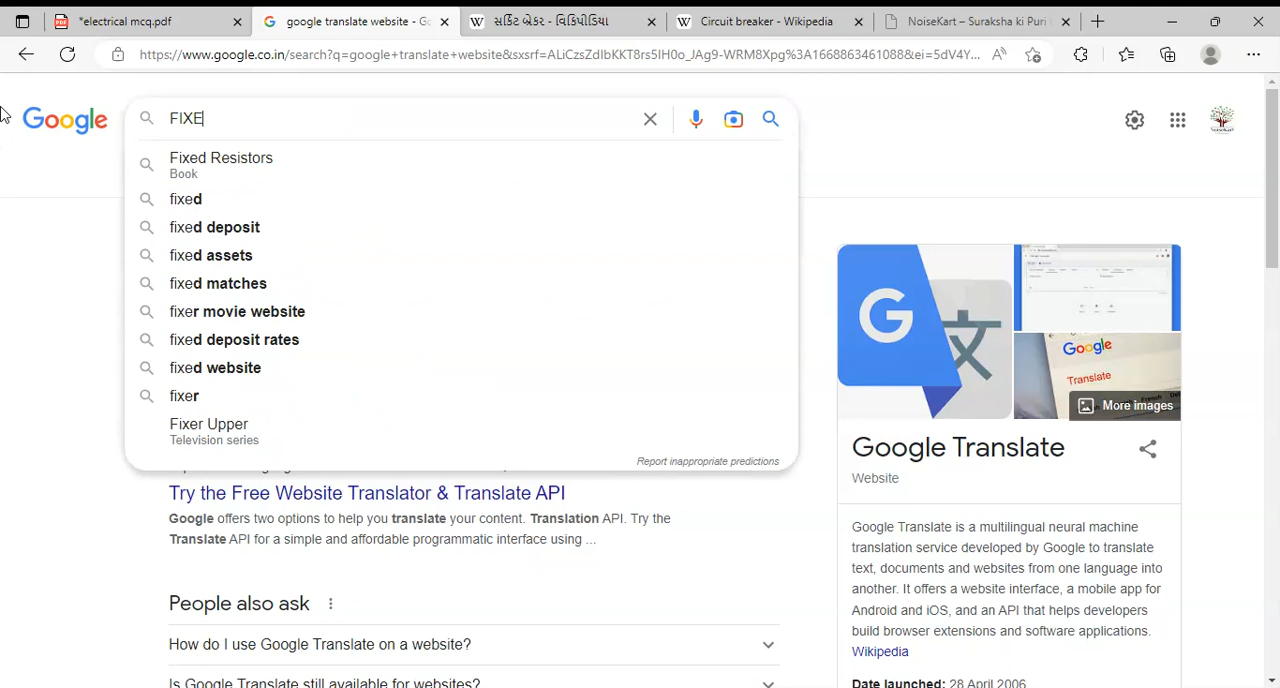 *electrical mcq.pdf
google translate website - Go
સર્કિટ બ્રેકર - વિકિપીડિયા
Circuit breaker - Wikipedia
NoiseKart – Suraksha ki Puri
https://www.google.co.in/search?q=google+translate+website&sxsrf=ALiCzsZdIbKKT8rs5IH0o_JAg9-WRM8Xpg%3A1668863461088&ei=5dV4Y...
Google
FIXE
Fixed Resistors
Book
fixed
fixed deposit
fixed assets
fixed matches
fixer movie website
fixed deposit rates
fixed website
fixer
Fixer Upper
Television series
Report inappropriate predictions
Try the Free Website Translator & Translate API
Google offers two options to help you translate your content. Translation API. Try the
Translate API for a simple and affordable programmatic interface using ...
People also ask
How do I use Google Translate on a website?
Is Google Translate still available for websites?
Google
Translate
More images
Google Translate
Website
Google Translate is a multilingual neural machine
translation service developed by Google to translate
text, documents and websites from one language into
another. It offers a website interface, a mobile app for
Android and iOS, and an API that helps developers
build browser extensions and software applications.
Wikipedia
Date launched: 28 April 2006